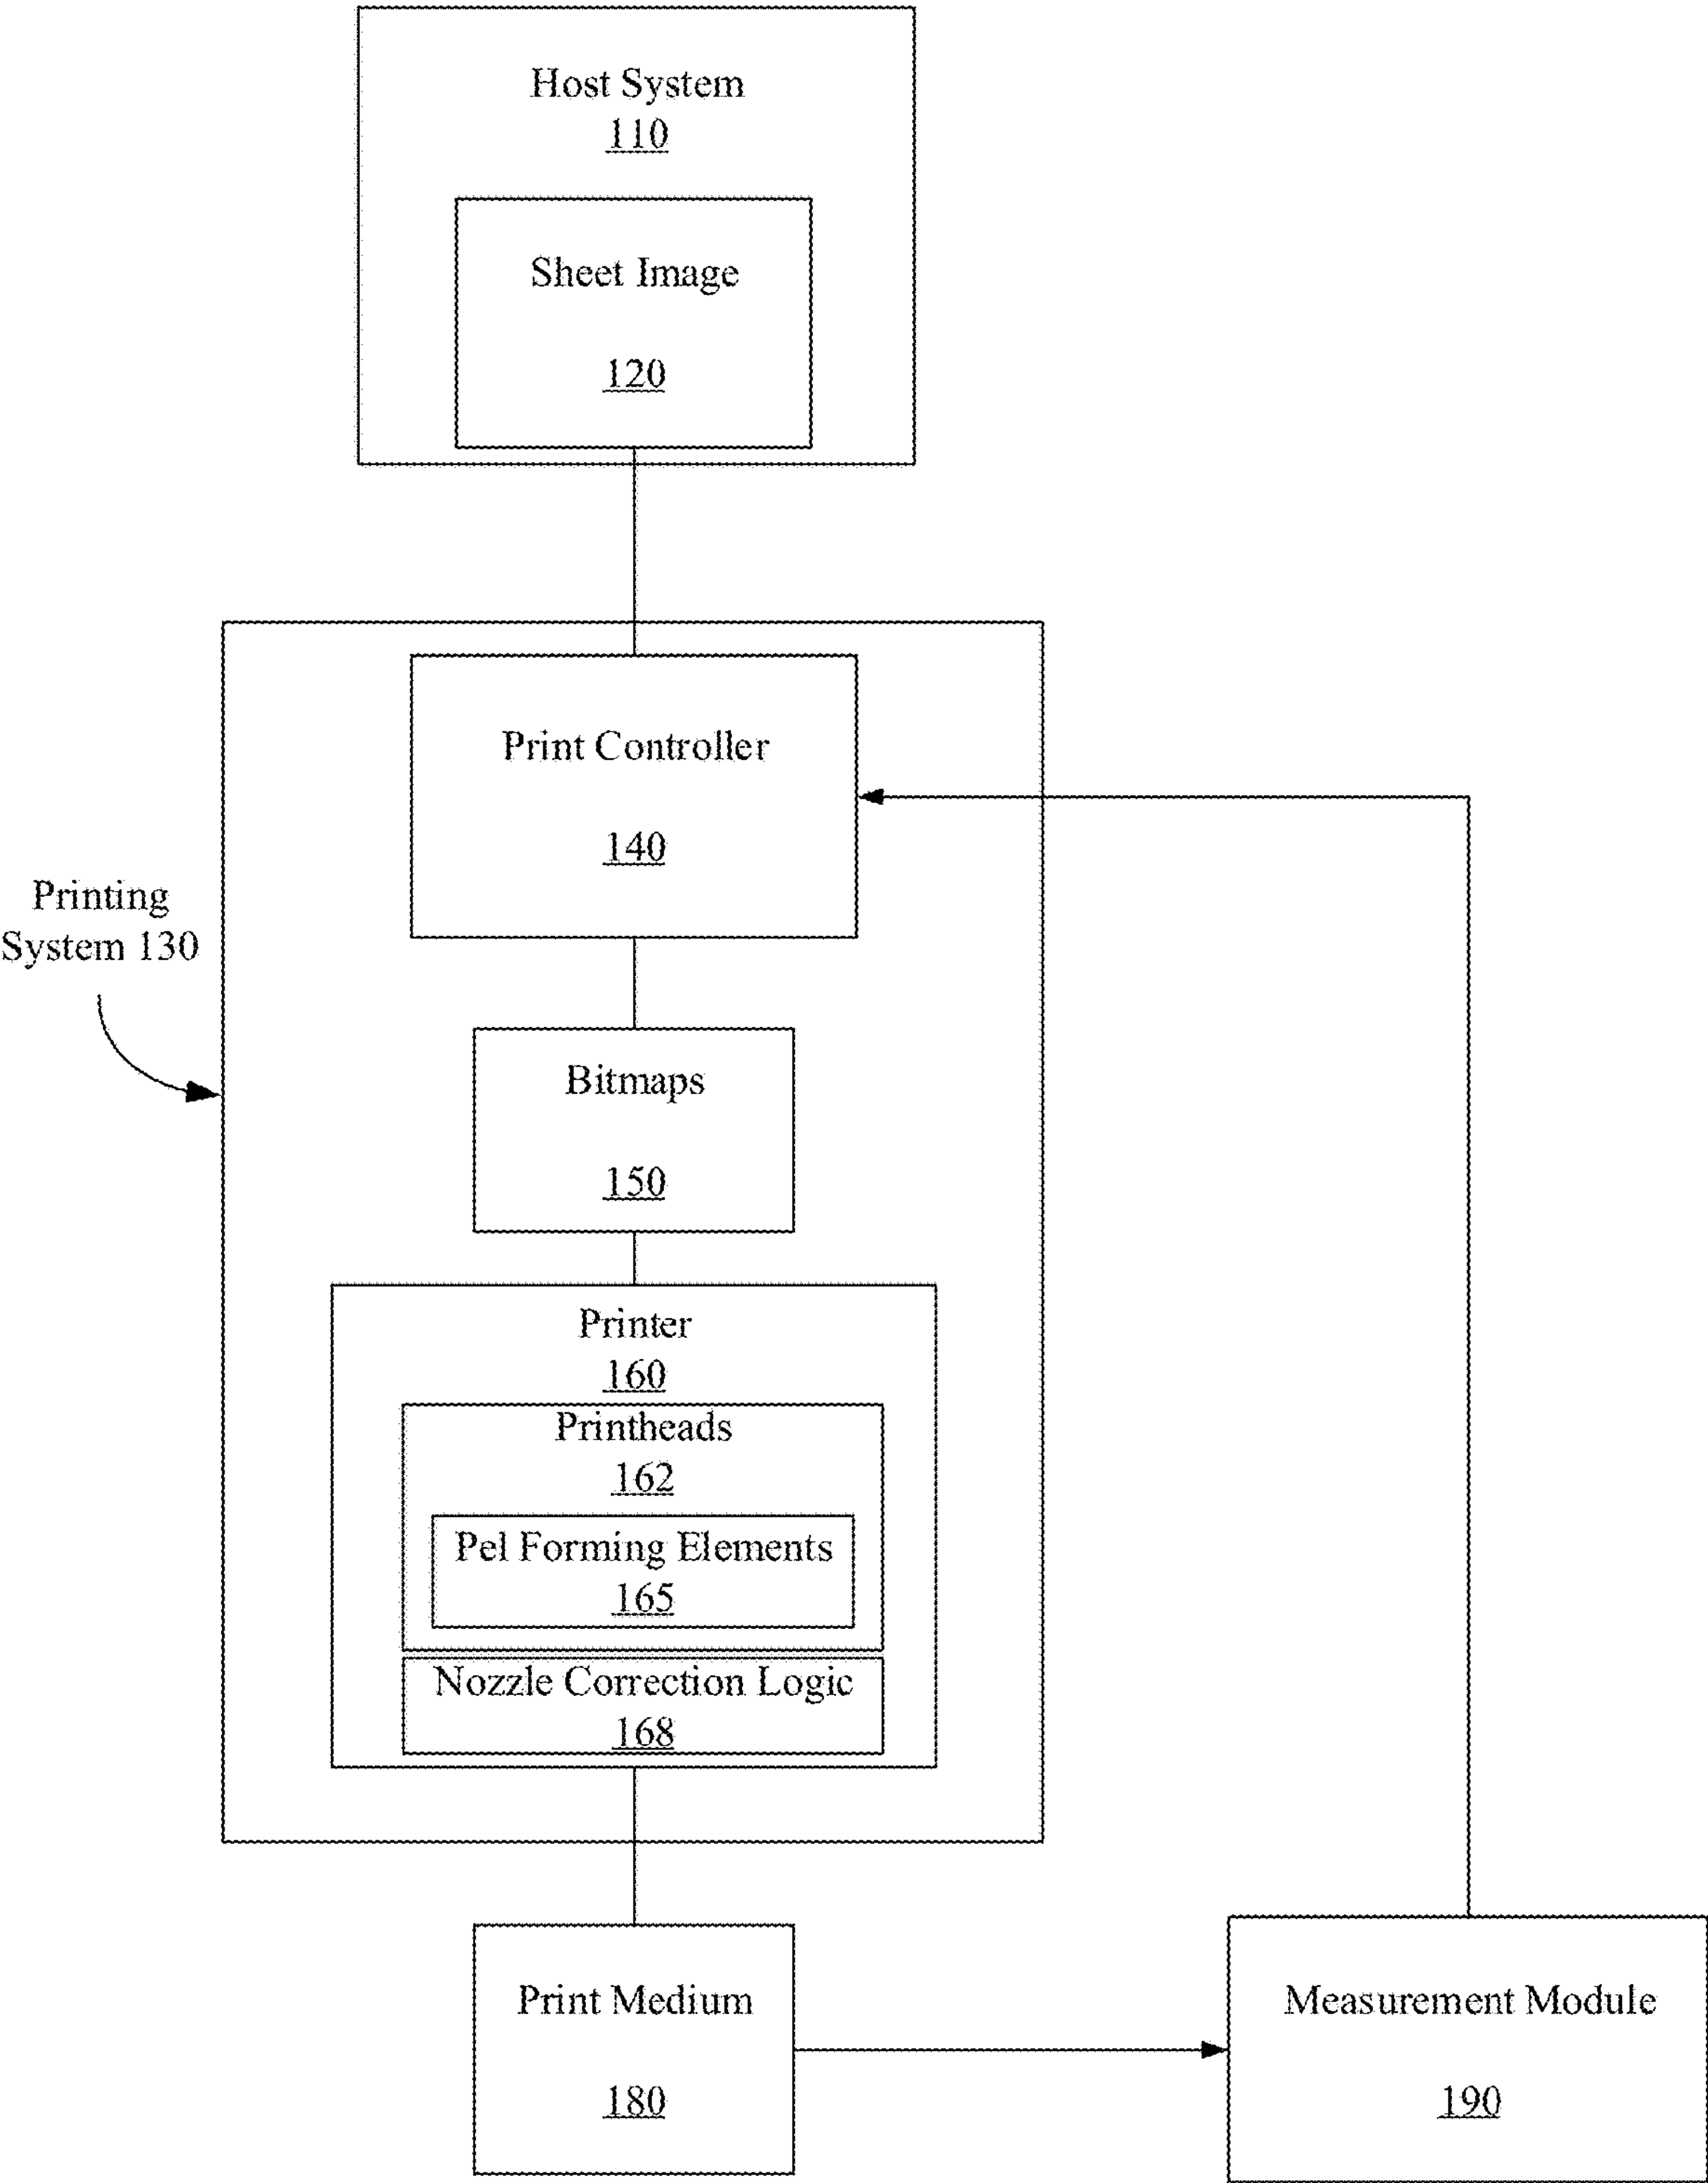 Host System
110
Sheet Image
120
Print Controller
140
Printing
System 130
Bitmaps
150
Printer
160
Printheads
162
Pel Forming Elements
165
Nozzle Correction Logic
168
Print Medium
180
Measurement Module
190